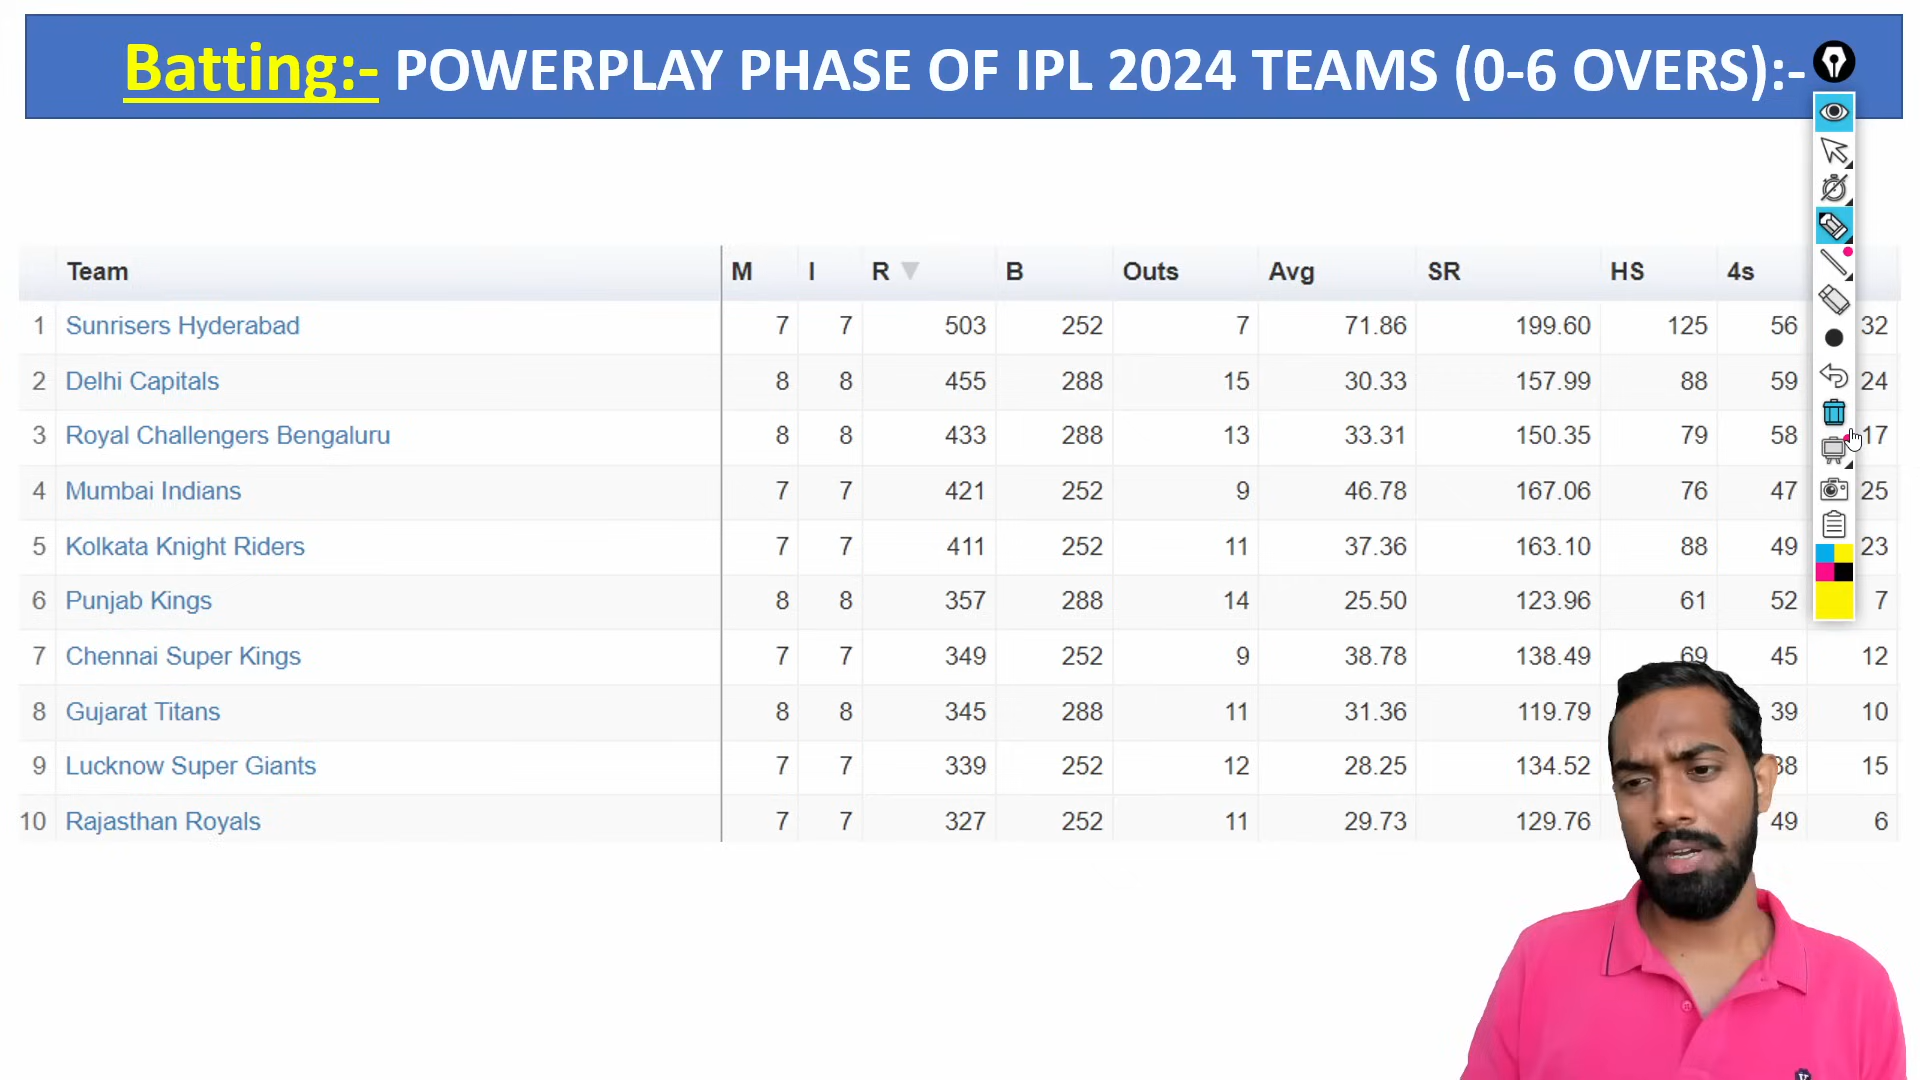 Batting:- POWERPLAY PHASE OF IPL 2024 TEAMS (0-6 OVERS):-
Team M I R B Outs Avg SR HS 4s
1 Sunrisers Hyderabad 7 7 503 252 7 71.86 199.60 125 56 32
2 Delhi Capitals 8 8 455 288 15 30.33 157.99 88 59 24
3 Royal Challengers Bengaluru 8 8 433 288 13 33.31 150.35 79 58 17
4 Mumbai Indians 7 7 421 252 9 46.78 167.06 76 47 25
5 Kolkata Knight Riders 7 7 411 252 11 37.36 163.10 88 49 23
6 Punjab Kings 8 8 357 288 14 25.50 123.96 61 52 7
7 Chennai Super Kings 7 7 349 252 9 38.78 138.49 69 45 12
8 Gujarat Titans 8 8 345 288 11 31.36 119.79 39 10
9 Lucknow Super Giants 7 7 339 252 12 28.25 134.52 15
10 Rajasthan Royals 7 7 327 252 11 29.73 129.76 49 6